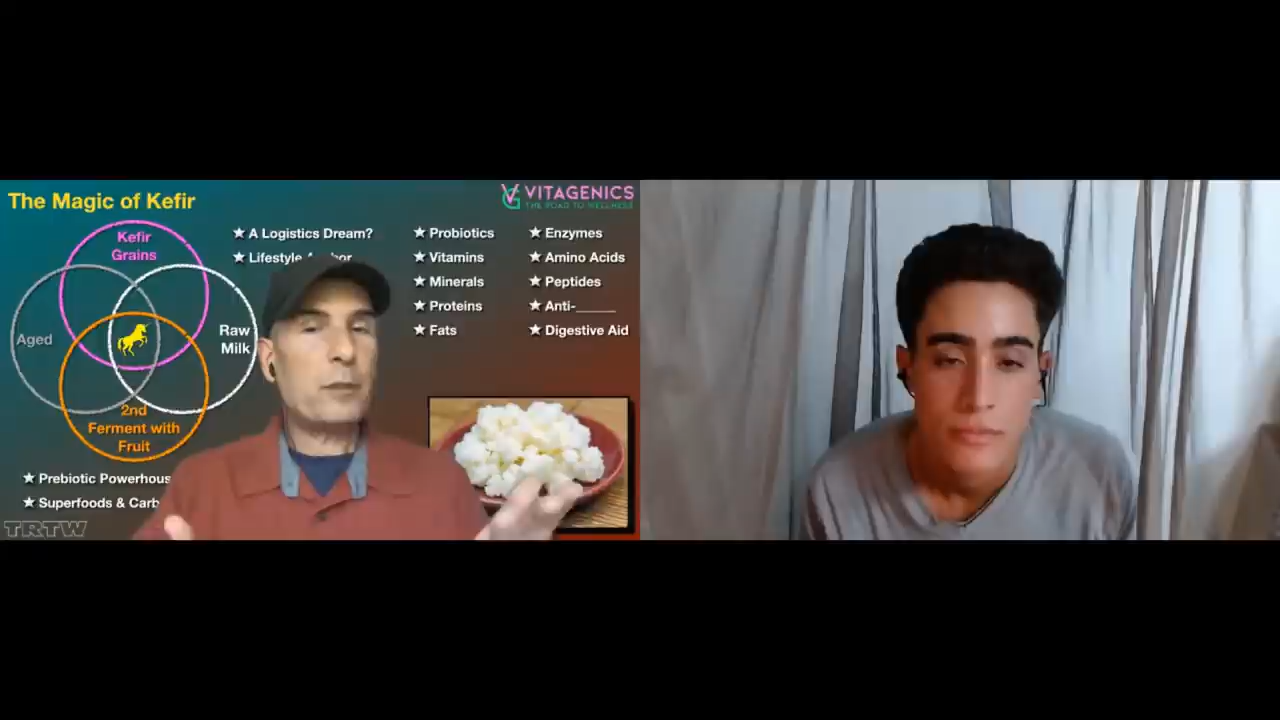 The Magic of Kefir
VITAGENICS
THE ROAD TO WELLNESS
Kefir
Grains
Aged
Raw
Milk
2nd
Ferment with
Fruit
★ A Logistics Dream?
★ Lifestyle
★ Probiotics
★ Vitamins
★ Minerals
★ Proteins
★ Fats
★ Enzymes
★ Amino Acids
★ Peptides
★ Anti-______
★ Digestive Aid
★ Prebiotic Powerhous
★ Superfoods & Carb
TRTW